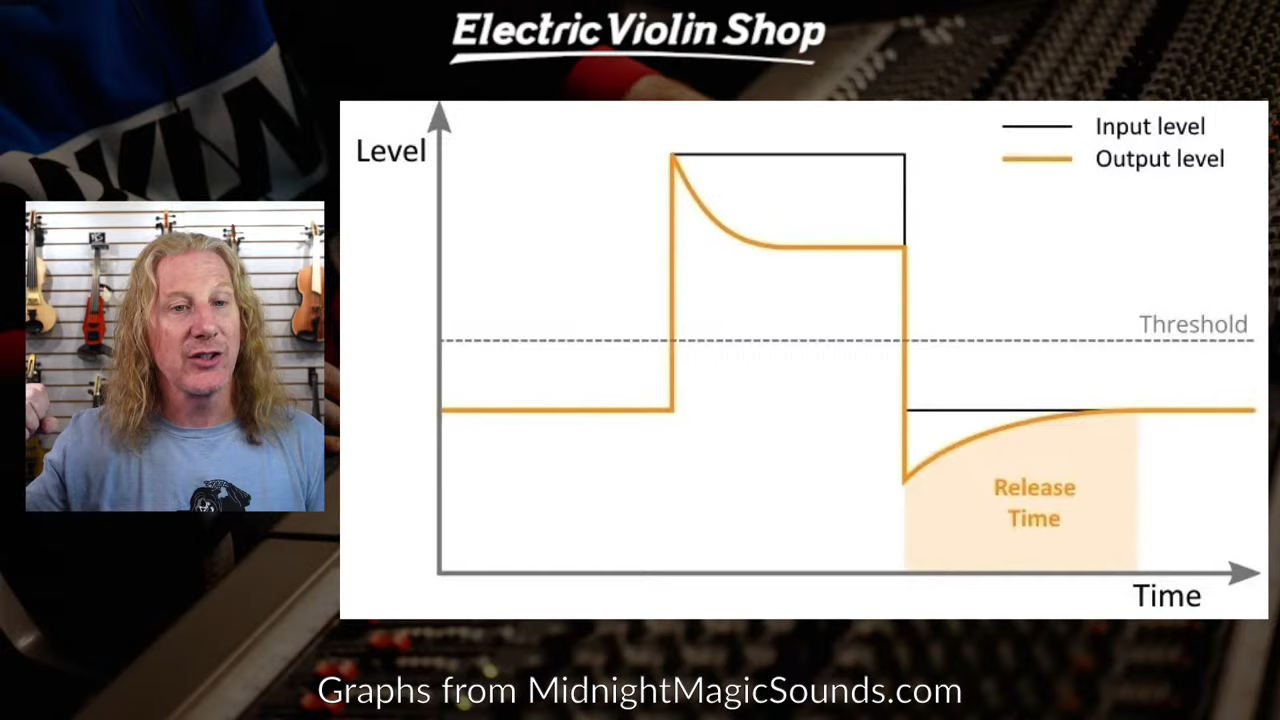 Electric Violin Shop
Level
Input level
Output level
Threshold
Release
Time
Time
Graphs from MidnightMagicSounds.com